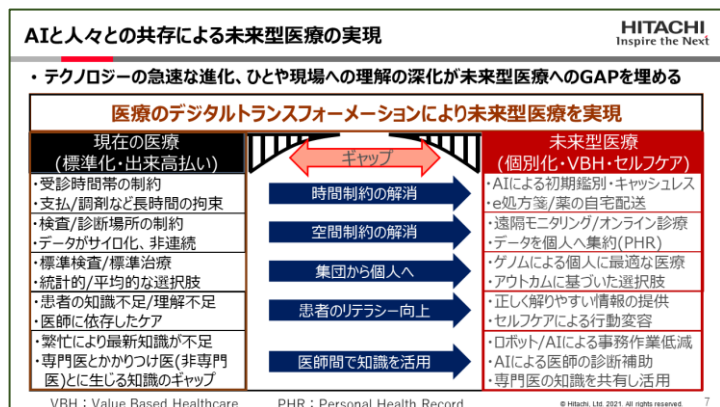 AIと人々との共存による未来型医療の実現
HITACHI
Inspire the Next
・テクノロジーの急速な進化、ひとや現場への理解の深化が未来型医療へのGAPを埋める
医療のデジタルトランスフォーメーションにより未来型医療を実現
現在の医療
(標準化・出来高払い)
ギャップ
未来型医療
(個別化・VBH・セルフケア)
・受診時間帯の制約
・支払/調剤など長時間の拘束
時間制約の解消
・AIによる初期鑑別・キャッシュレス
・e処方箋/薬の自宅配送
・検査/診断場所の制約
・データがサイロ化、非連続
空間制約の解消
・遠隔モニタリング/オンライン診療
・データを個人へ集約(PHR)
・標準検査/標準治療
・統計的/平均的な選択肢
集団から個人へ
・ゲノムによる個人に最適な医療
・アウトカムに基づいた選択肢
・患者の知識不足/理解不足
・医師に依存したケア
患者のリテラシー向上
・正しく解りやすい情報の提供
・セルフケアによる行動変容
・繁忙により最新知識が不足
・専門医とかかりつけ医(非専門
医)とに生じる知識のギャップ
医師間で知識を活用
・ロボット/AIによる事務作業低減
・AIによる医師の診断補助
・専門医の知識を共有し活用
VBH：Value Based Healthcare
PHR：Personal Health Record
© Hitachi, Ltd. 2021. All rights reserved.
7